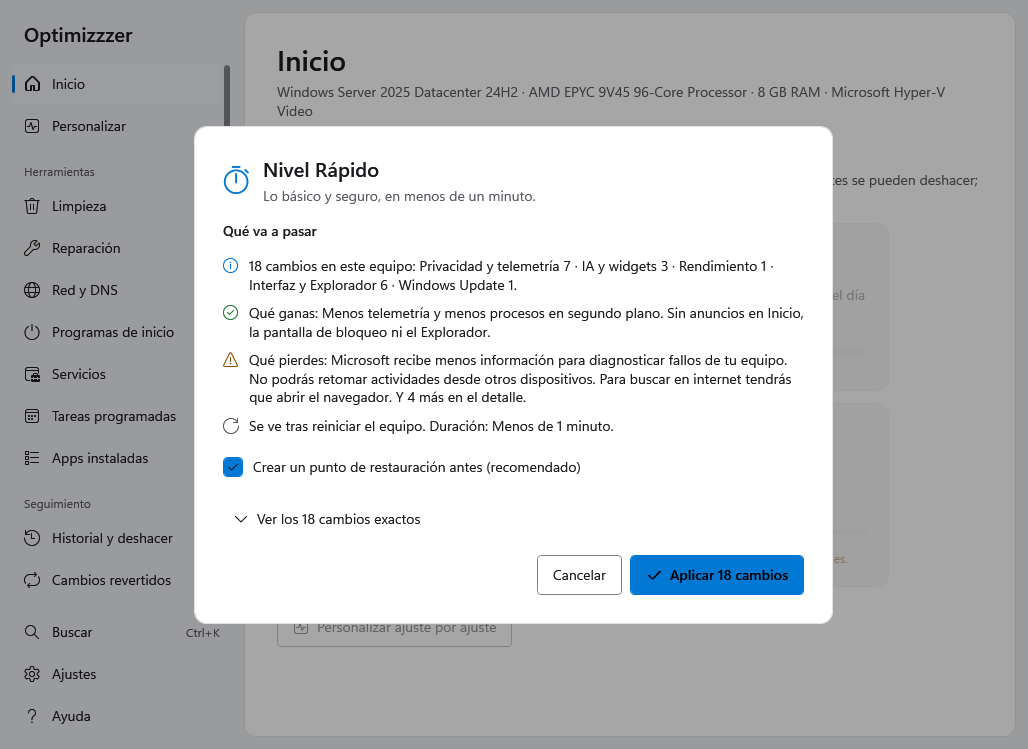 Optimizzzer
Inicio
Personalizar
Herramientas
Limpieza
Reparación
Red y DNS
Programas de inicio
Servicios
Tareas programadas
Apps instaladas
Seguimiento
Historial y deshacer
Cambios revertidos
Buscar Ctrl+K
Ajustes
Ayuda
Inicio
Windows Server 2025 Datacenter 24H2 · AMD EPYC 9V45 96-Core Processor · 8 GB RAM · Microsoft Hyper-V
Video
se pueden deshacer;
el día
Nivel Rápido
Lo básico y seguro, en menos de un minuto.
Qué va a pasar
18 cambios en este equipo: Privacidad y telemetría 7 · IA y widgets 3 · Rendimiento 1 ·
Interfaz y Explorador 6 · Windows Update 1.
Qué ganas: Menos telemetría y menos procesos en segundo plano. Sin anuncios en Inicio,
la pantalla de bloqueo ni el Explorador.
Qué pierdes: Microsoft recibe menos información para diagnosticar fallos de tu equipo.
No podrás retomar actividades desde otros dispositivos. Para buscar en internet tendrás
que abrir el navegador. Y 4 más en el detalle.
Se ve tras reiniciar el equipo. Duración: Menos de 1 minuto.
Crear un punto de restauración antes (recomendado)
Ver los 18 cambios exactos
Cancelar
Aplicar 18 cambios
Personalizar ajuste por ajuste